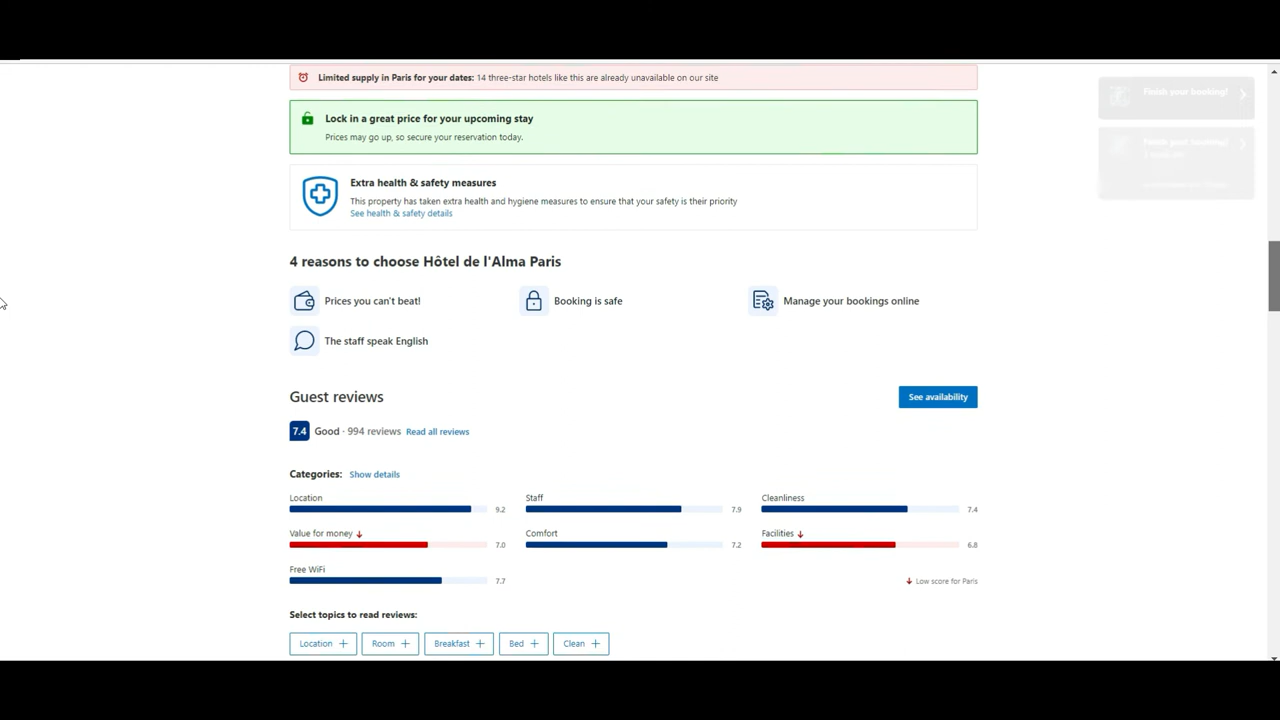 Limited supply in Paris for your dates: 14 three-star hotels like this are already unavailable on our site
Finish your booking!
Lock in a great price for your upcoming stay
Prices may go up, so secure your reservation today.
Extra health & safety measures
This property has taken extra health and hygiene measures to ensure that your safety is their priority
See health & safety details
4 reasons to choose Hôtel de l'Alma Paris
Prices you can't beat!
Booking is safe
Manage your bookings online
The staff speak English
Guest reviews
See availability
7.4 Good · 994 reviews Read all reviews
Categories: Show details
Location 9.2
Staff 7.9
Cleanliness 7.4
Value for money ↓ 7.0
Comfort 7.2
Facilities ↓ 6.8
Free WiFi 7.7
↓ Low score for Paris
Select topics to read reviews:
Location + Room + Breakfast + Bed + Clean +